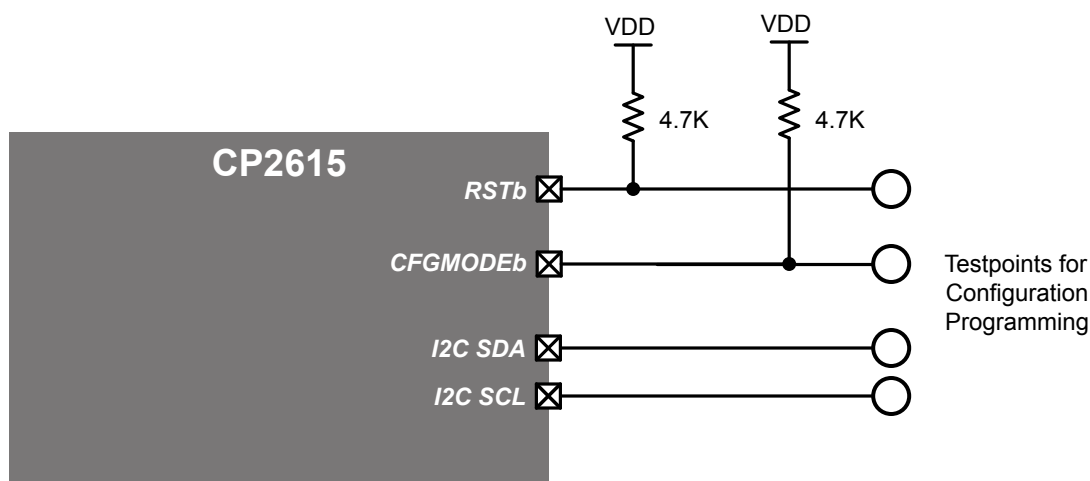 VDD
VDD
4.7K
4.7K
CP2615
RSTb
CFGMODEb
Testpoints for
Configuration
Programming
I2C SDA
I2C SCL